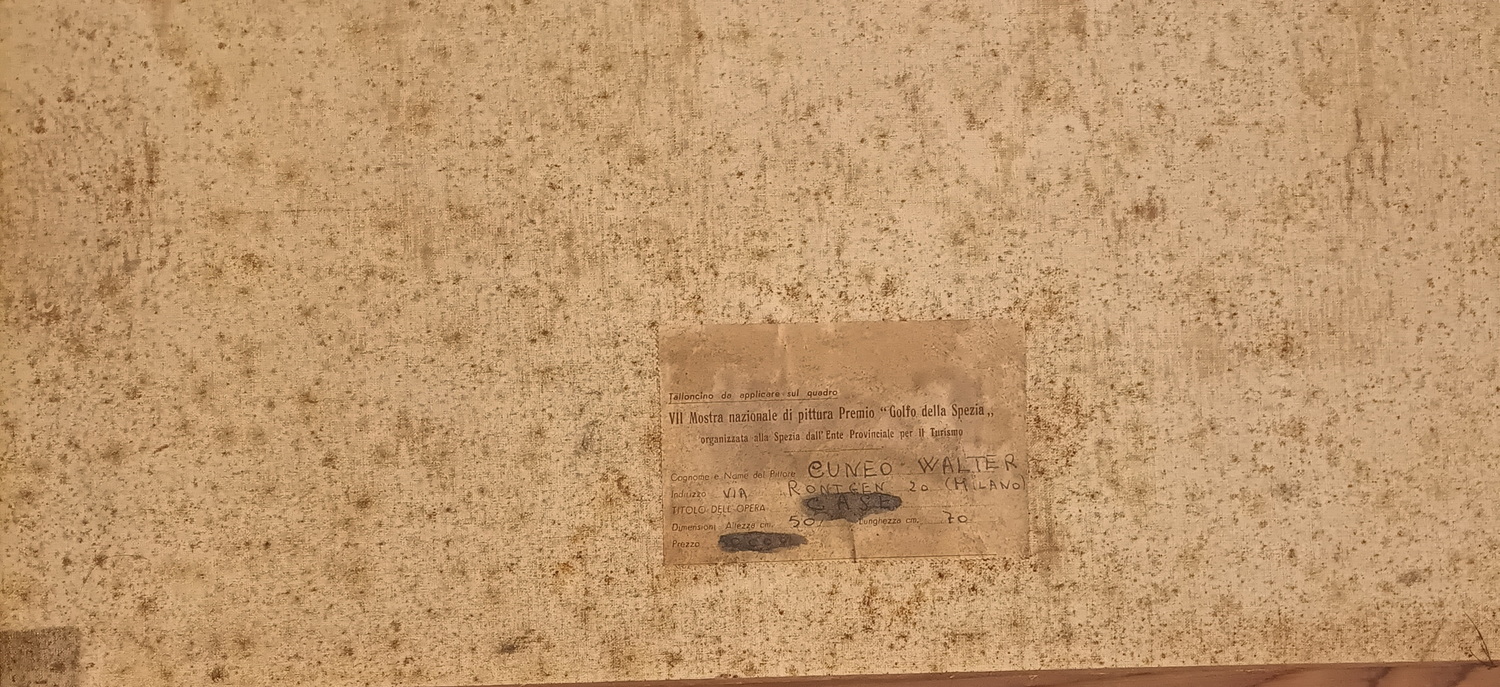 Talloncino da applicare sul quadro
VII Mostra nazionale di pittura Premio “Golfo della Spezia„
organizzata alla Spezia dall'Ente Provinciale per il Turismo
Cognome e Nome del Pittore CUNEO WALTER
Indirizzo VIA RONTGEN 20 (MILANO)
TITOLO DELL'OPERA CASE
Dimensioni Altezza cm. 50 Lunghezza cm. 70
Prezzo